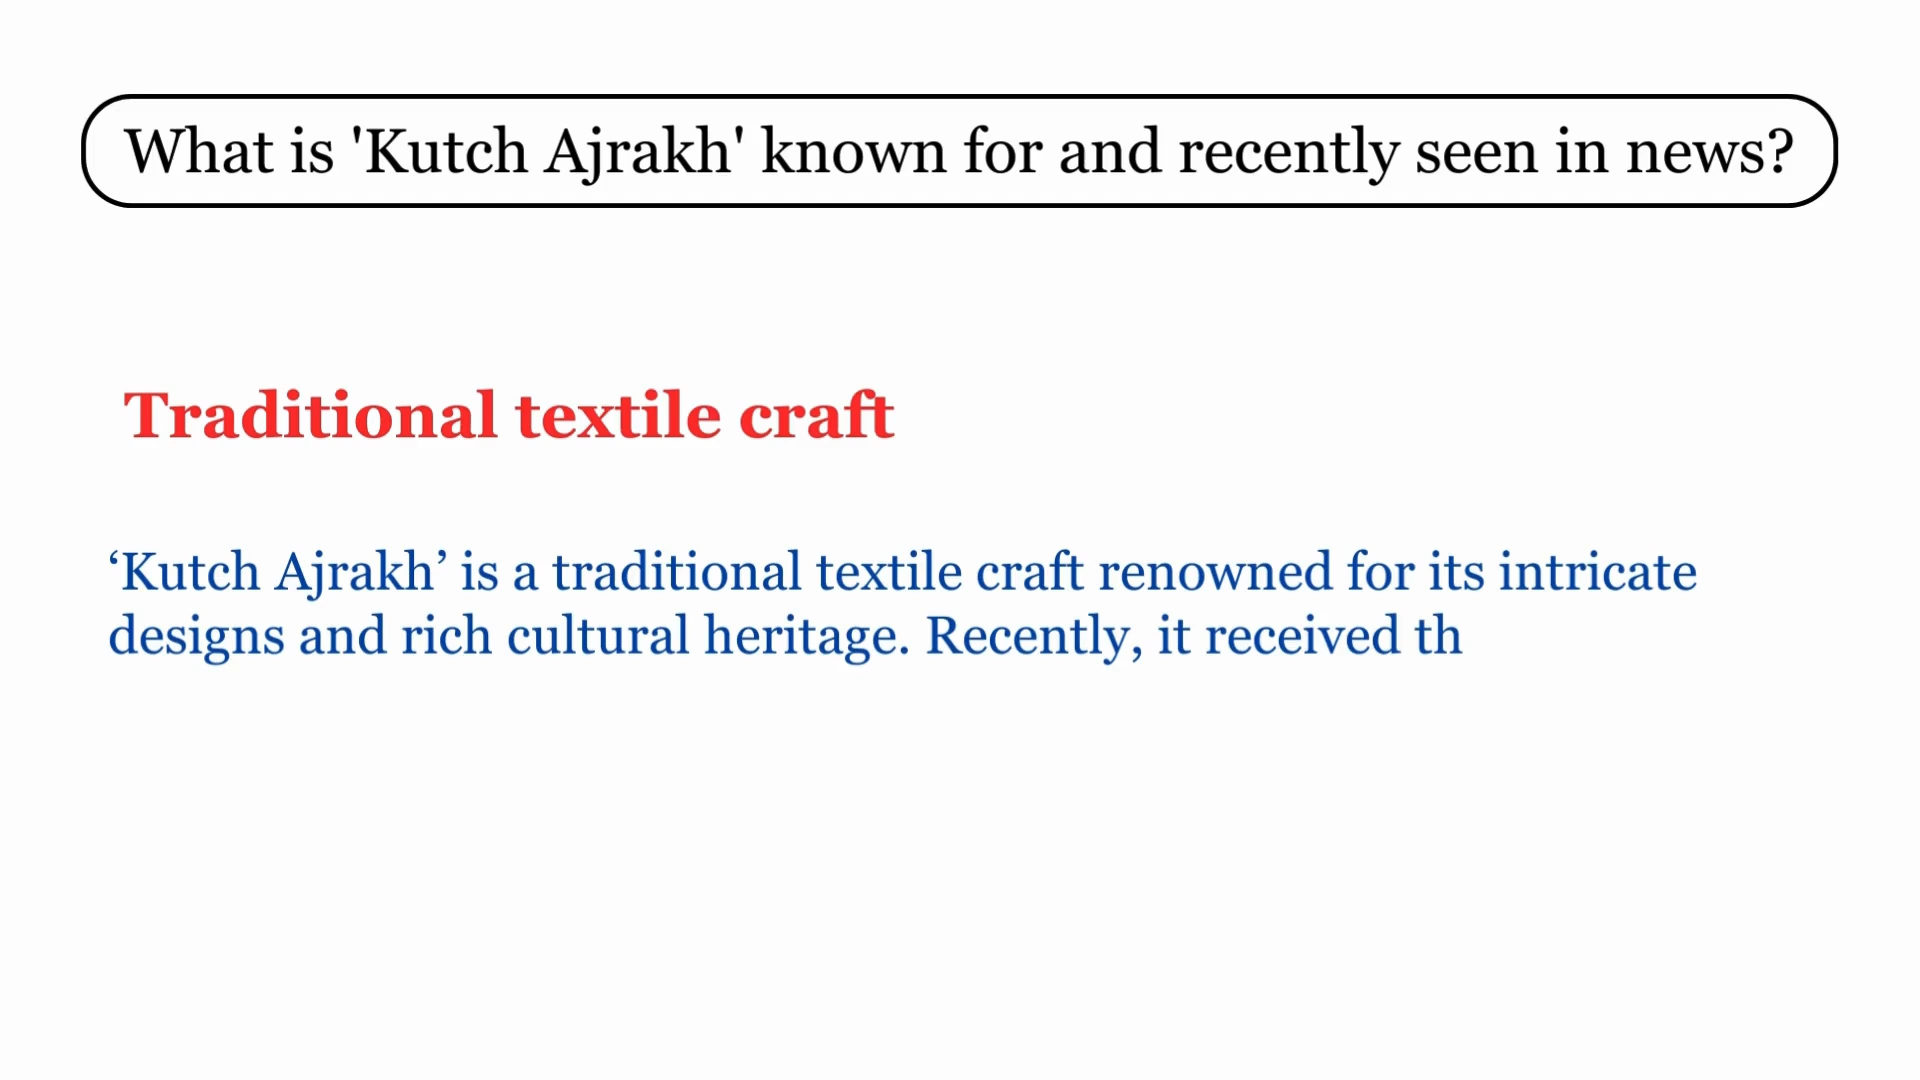 What is 'Kutch Ajrakh' known for and recently seen in news?
Traditional textile craft
‘Kutch Ajrakh’ is a traditional textile craft renowned for its intricate
designs and rich cultural heritage. Recently, it received th